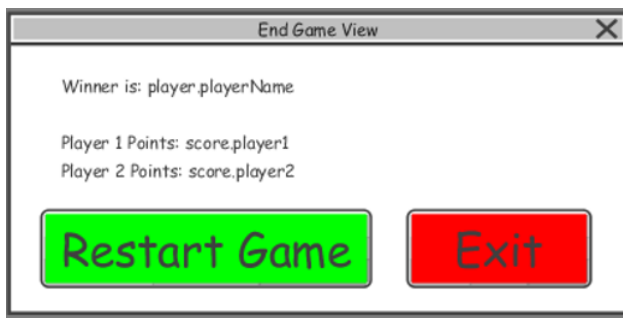 End Game View
Winner is: player.playerName
Player 1 Points: score.player1
Player 2 Points: score.player2
Restart Game
Exit